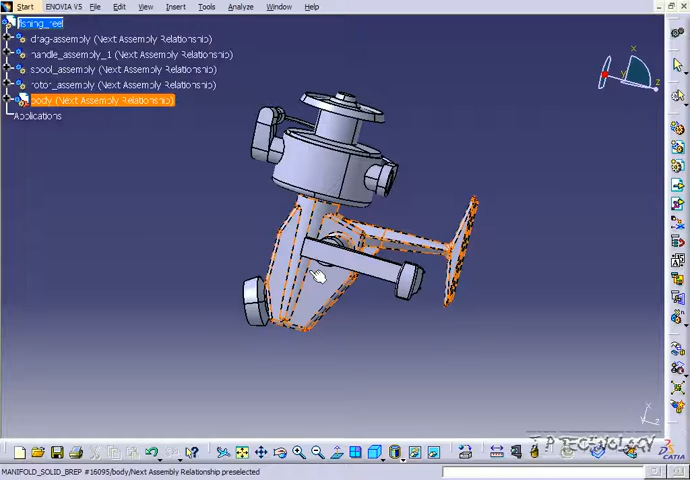 Start ENOVIA V5 File Edit View Insert Tools Analyze Window Help
fishing_reel
drag-assembly (Next Assembly Relationship)
handle_assembly_1 (Next Assembly Relationship)
spool_assembly (Next Assembly Relationship)
rotor_assembly (Next Assembly Relationship)
body (Next Assembly Relationship)
Applications
x
y
z
T.P TECHNOLOGY
CATIA
MANIFOLD_SOLID_BREP #16095/body/Next Assembly Relationship preselected